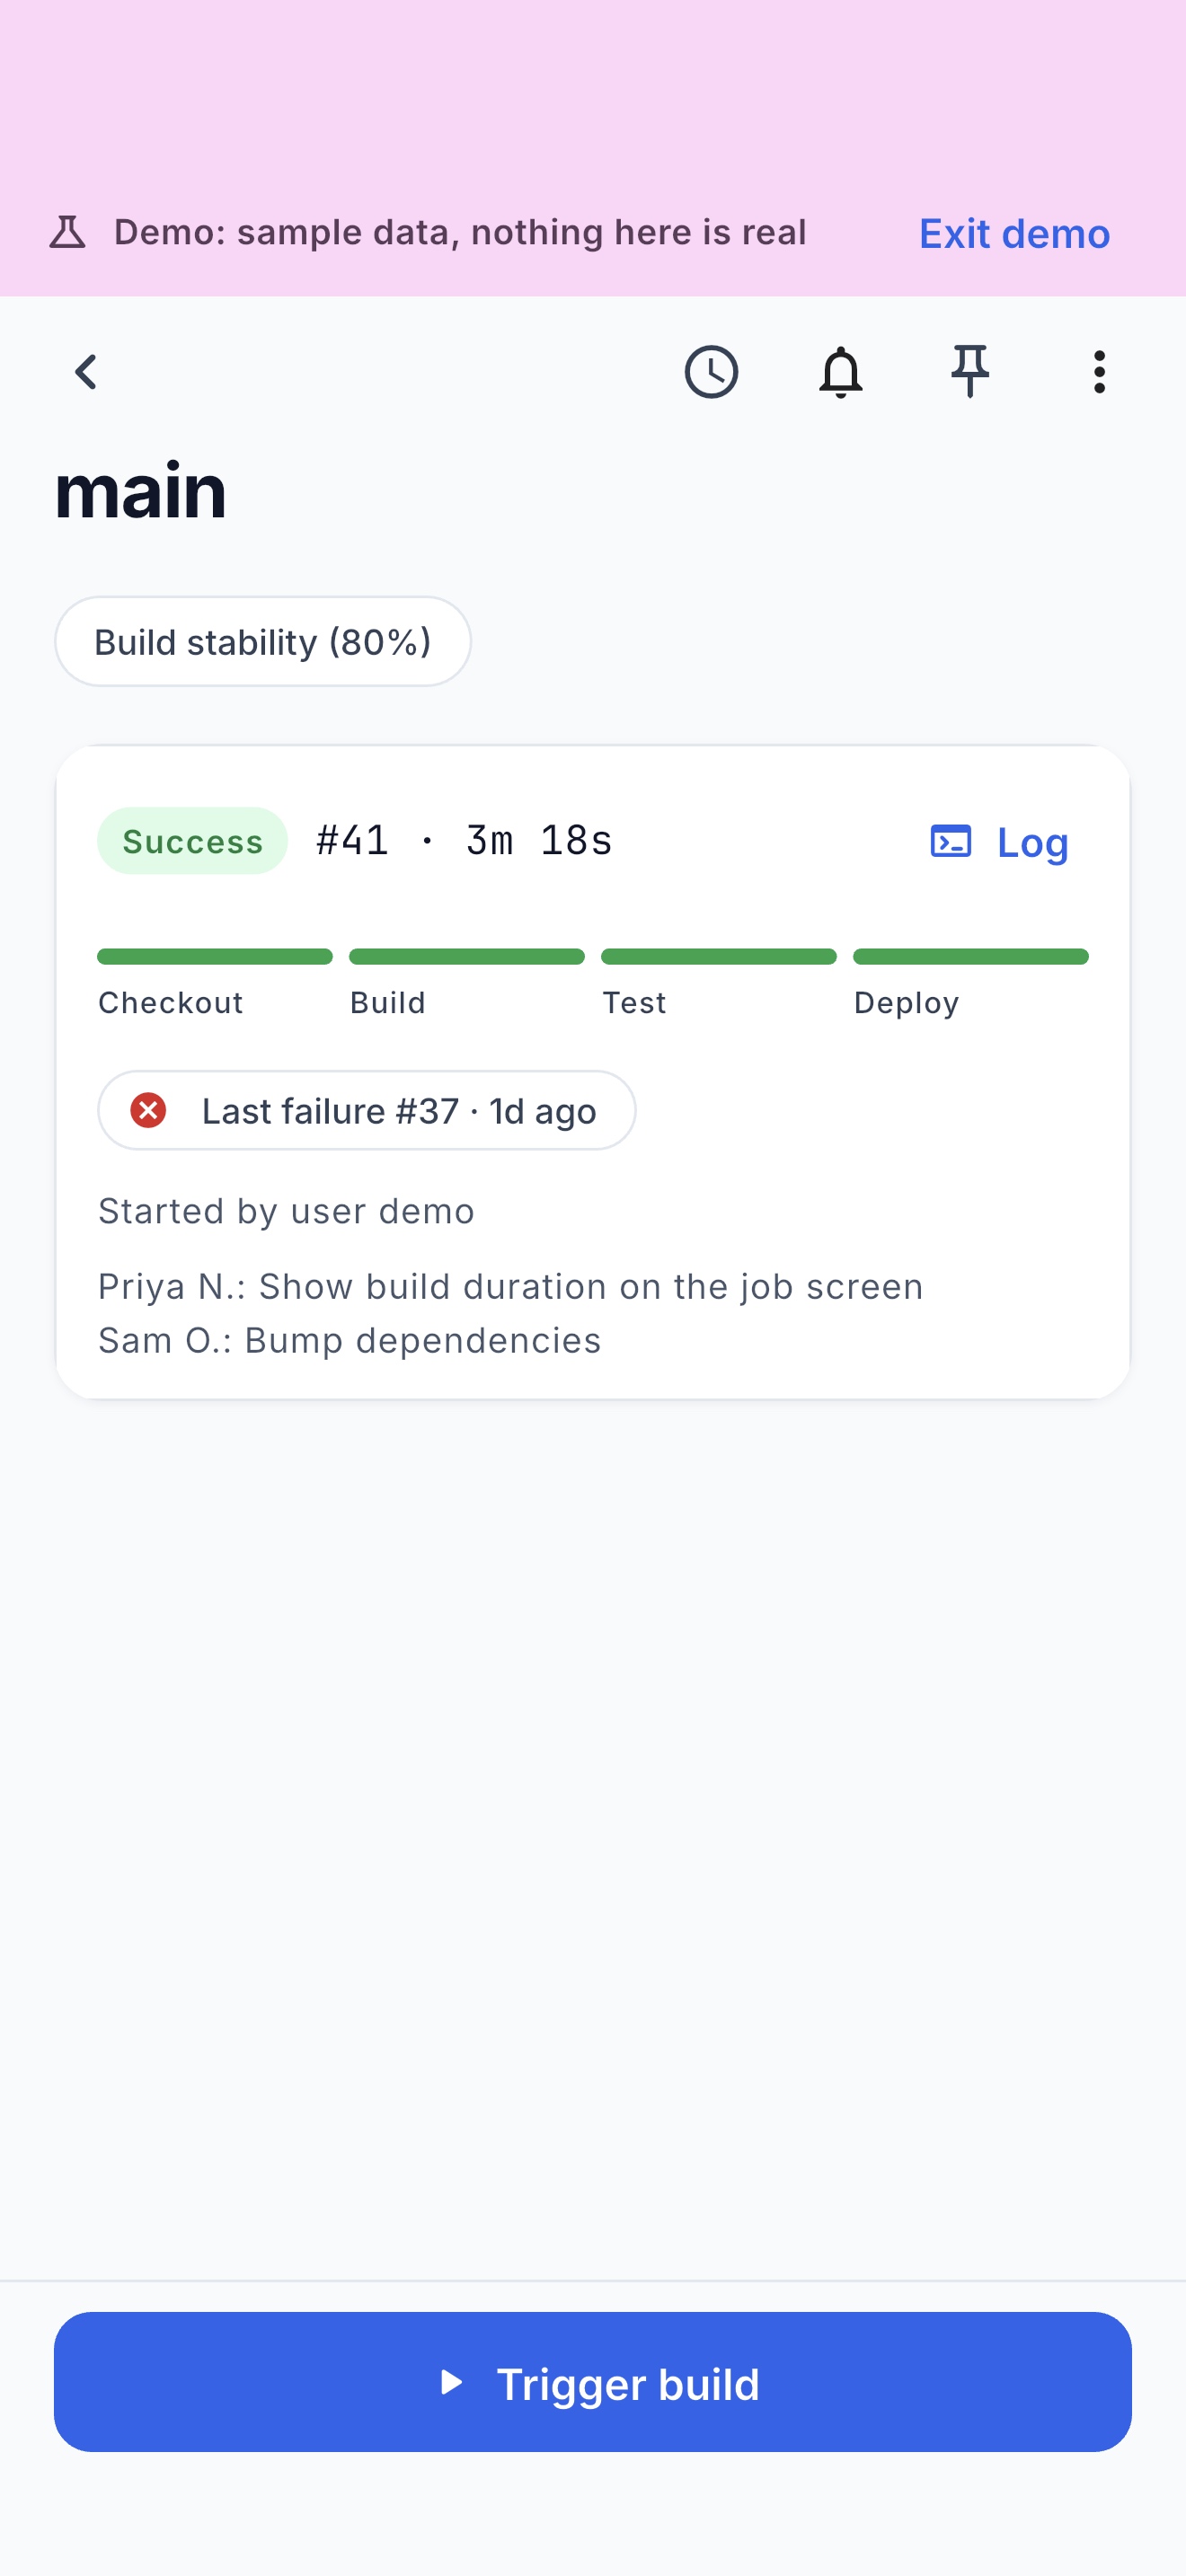 Demo: sample data, nothing here is real
Exit demo
main
Build stability (80%)
Success #41 · 3m 18s Log
Checkout Build Test Deploy
Last failure #37 · 1d ago
Started by user demo
Priya N.: Show build duration on the job screen
Sam O.: Bump dependencies
Trigger build